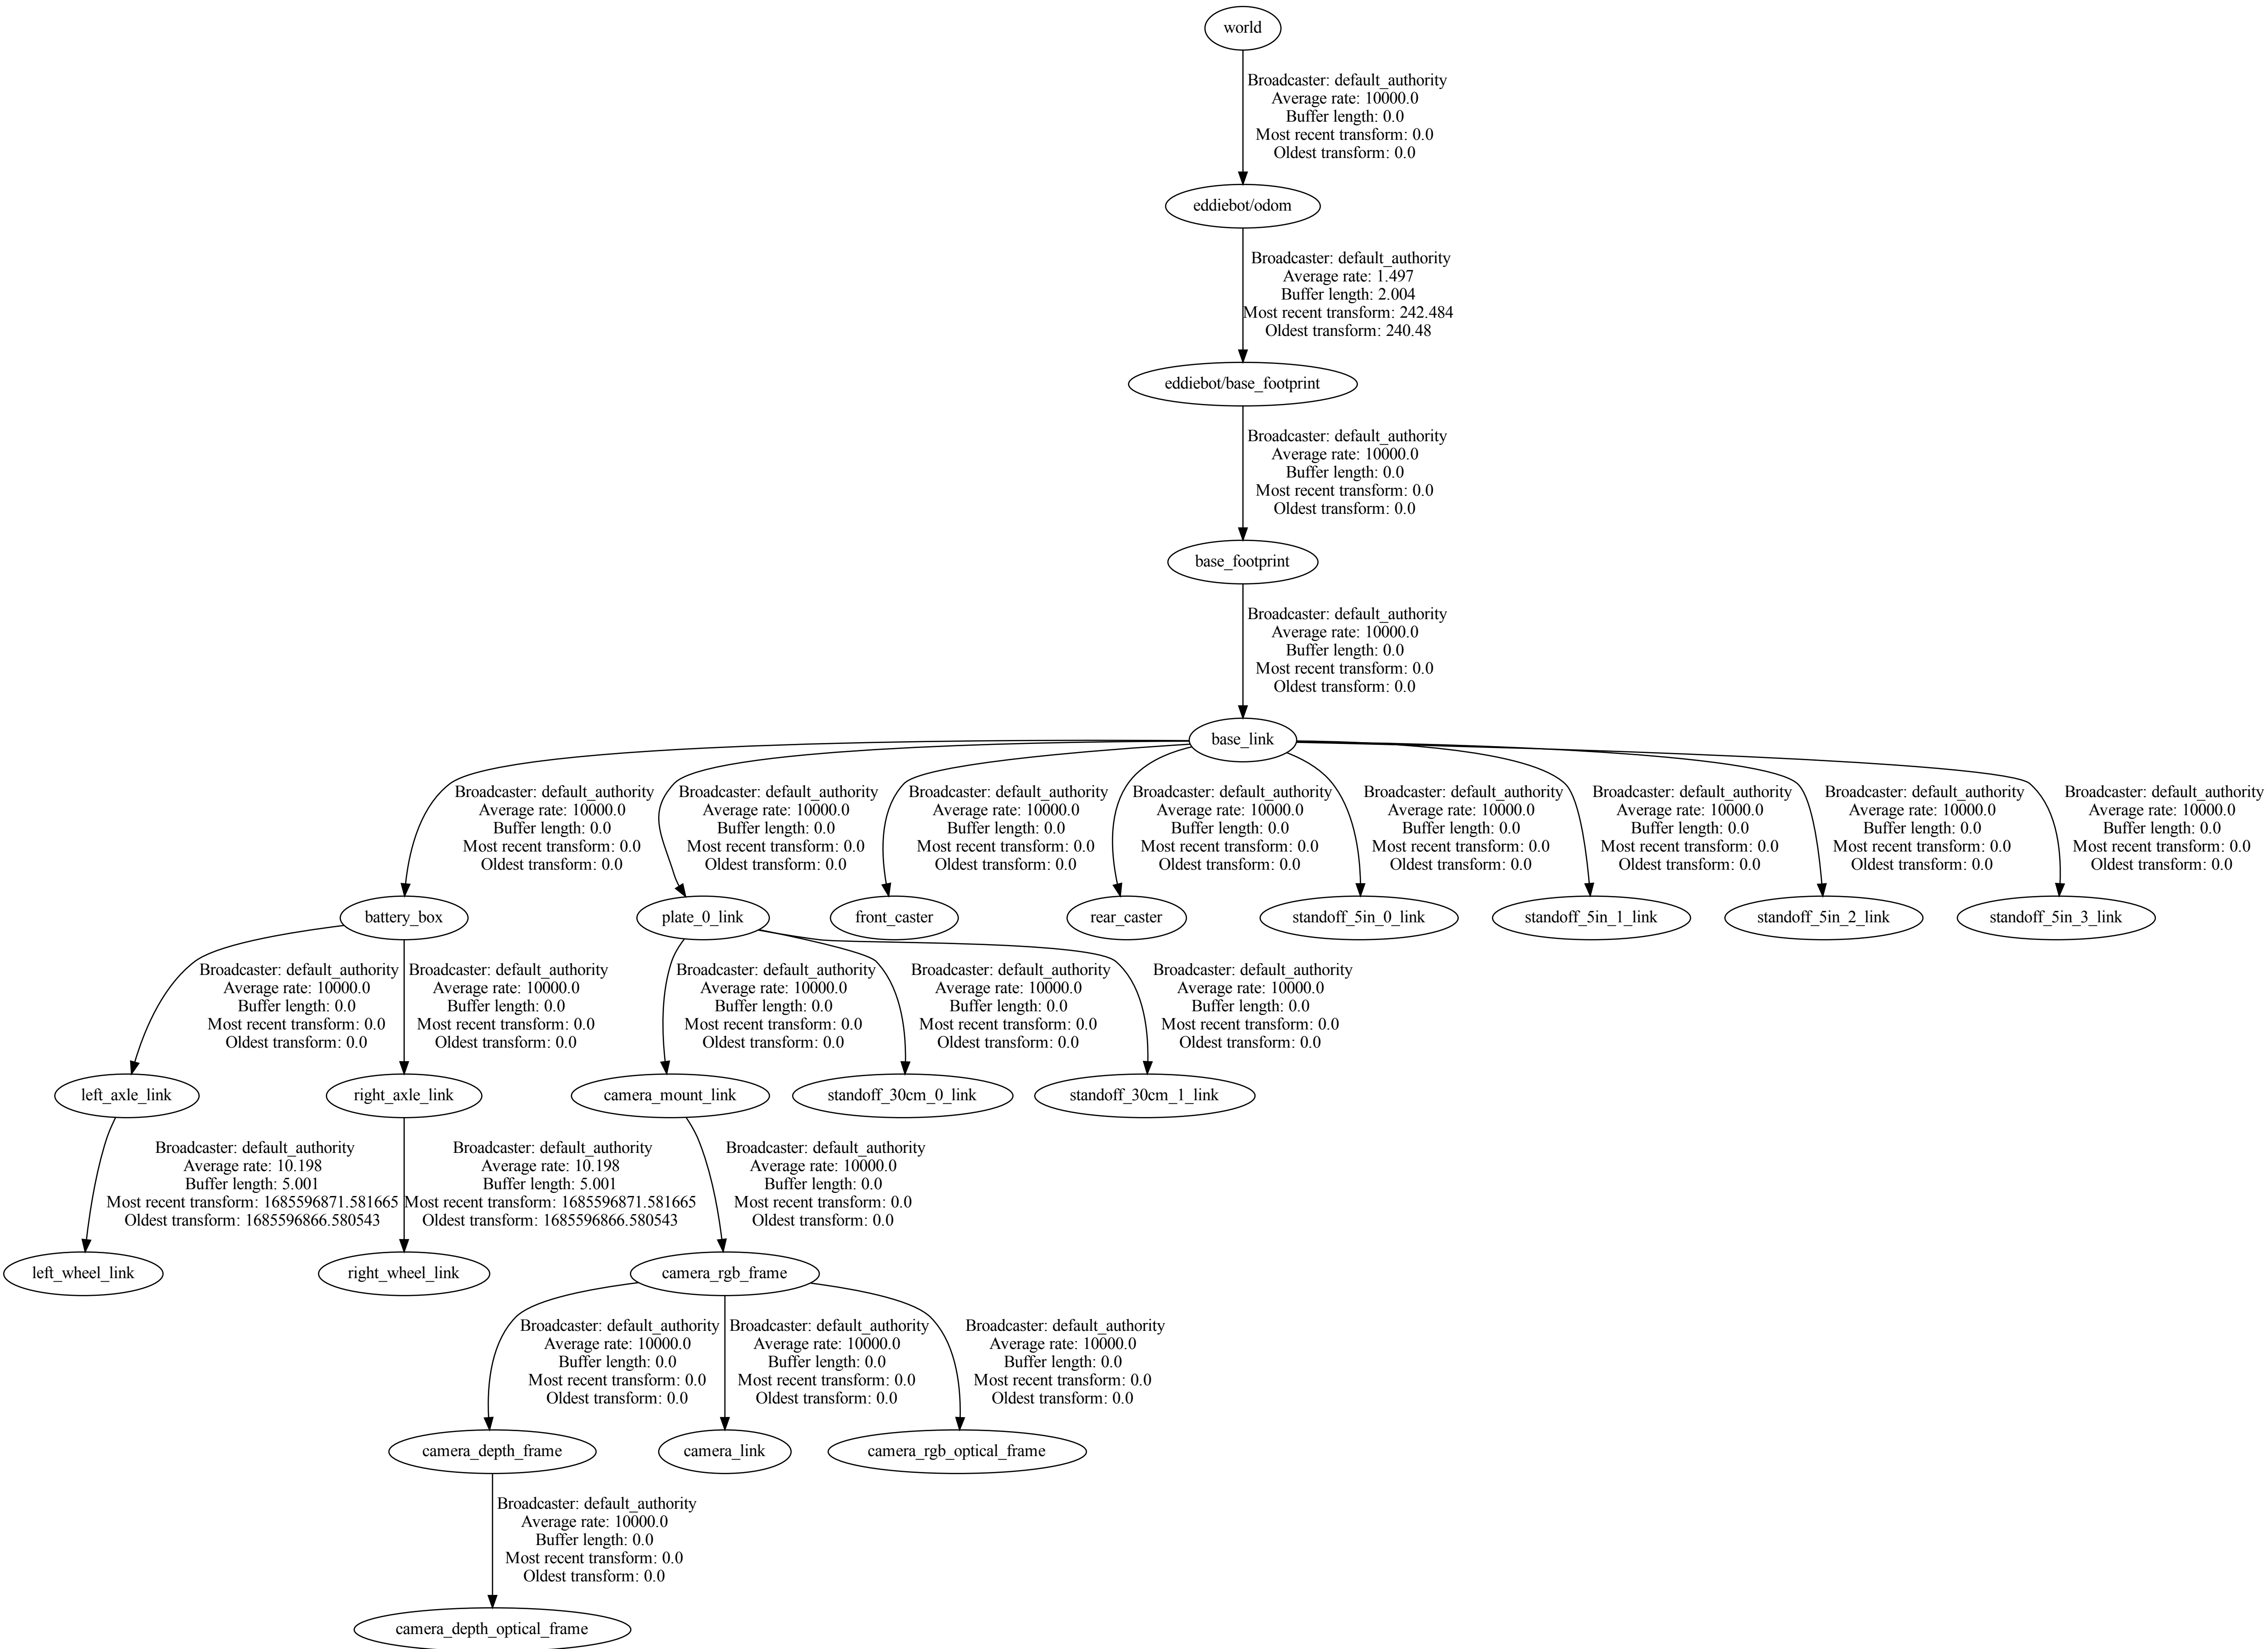 world
Broadcaster: default_authority
Average rate: 10000.0
Buffer length: 0.0
Most recent transform: 0.0
Oldest transform: 0.0
eddiebot/odom
Broadcaster: default_authority
Average rate: 1.497
Buffer length: 2.004
Most recent transform: 242.484
Oldest transform: 240.48
eddiebot/base_footprint
Broadcaster: default_authority
Average rate: 10000.0
Buffer length: 0.0
Most recent transform: 0.0
Oldest transform: 0.0
base_footprint
Broadcaster: default_authority
Average rate: 10000.0
Buffer length: 0.0
Most recent transform: 0.0
Oldest transform: 0.0
base_link
Broadcaster: default_authority
Average rate: 10000.0
Buffer length: 0.0
Most recent transform: 0.0
Oldest transform: 0.0
Broadcaster: default_authority
Average rate: 10000.0
Buffer length: 0.0
Most recent transform: 0.0
Oldest transform: 0.0
Broadcaster: default_authority
Average rate: 10000.0
Buffer length: 0.0
Most recent transform: 0.0
Oldest transform: 0.0
Broadcaster: default_authority
Average rate: 10000.0
Buffer length: 0.0
Most recent transform: 0.0
Oldest transform: 0.0
Broadcaster: default_authority
Average rate: 10000.0
Buffer length: 0.0
Most recent transform: 0.0
Oldest transform: 0.0
Broadcaster: default_authority
Average rate: 10000.0
Buffer length: 0.0
Most recent transform: 0.0
Oldest transform: 0.0
Broadcaster: default_authority
Average rate: 10000.0
Buffer length: 0.0
Most recent transform: 0.0
Oldest transform: 0.0
Broadcaster: default_authority
Average rate: 10000.0
Buffer length: 0.0
Most recent transform: 0.0
Oldest transform: 0.0
battery_box
plate_0_link
front_caster
rear_caster
standoff_5in_0_link
standoff_5in_1_link
standoff_5in_2_link
standoff_5in_3_link
Broadcaster: default_authority
Average rate: 10000.0
Buffer length: 0.0
Most recent transform: 0.0
Oldest transform: 0.0
Broadcaster: default_authority
Average rate: 10000.0
Buffer length: 0.0
Most recent transform: 0.0
Oldest transform: 0.0
Broadcaster: default_authority
Average rate: 10000.0
Buffer length: 0.0
Most recent transform: 0.0
Oldest transform: 0.0
Broadcaster: default_authority
Average rate: 10000.0
Buffer length: 0.0
Most recent transform: 0.0
Oldest transform: 0.0
Broadcaster: default_authority
Average rate: 10000.0
Buffer length: 0.0
Most recent transform: 0.0
Oldest transform: 0.0
left_axle_link
right_axle_link
camera_mount_link
standoff_30cm_0_link
standoff_30cm_1_link
Broadcaster: default_authority
Average rate: 10.198
Buffer length: 5.001
Most recent transform: 1685596871.581665
Oldest transform: 1685596866.580543
Broadcaster: default_authority
Average rate: 10.198
Buffer length: 5.001
Most recent transform: 1685596871.581665
Oldest transform: 1685596866.580543
Broadcaster: default_authority
Average rate: 10000.0
Buffer length: 0.0
Most recent transform: 0.0
Oldest transform: 0.0
left_wheel_link
right_wheel_link
camera_rgb_frame
Broadcaster: default_authority
Average rate: 10000.0
Buffer length: 0.0
Most recent transform: 0.0
Oldest transform: 0.0
Broadcaster: default_authority
Average rate: 10000.0
Buffer length: 0.0
Most recent transform: 0.0
Oldest transform: 0.0
Broadcaster: default_authority
Average rate: 10000.0
Buffer length: 0.0
Most recent transform: 0.0
Oldest transform: 0.0
camera_depth_frame
camera_link
camera_rgb_optical_frame
Broadcaster: default_authority
Average rate: 10000.0
Buffer length: 0.0
Most recent transform: 0.0
Oldest transform: 0.0
camera_depth_optical_frame